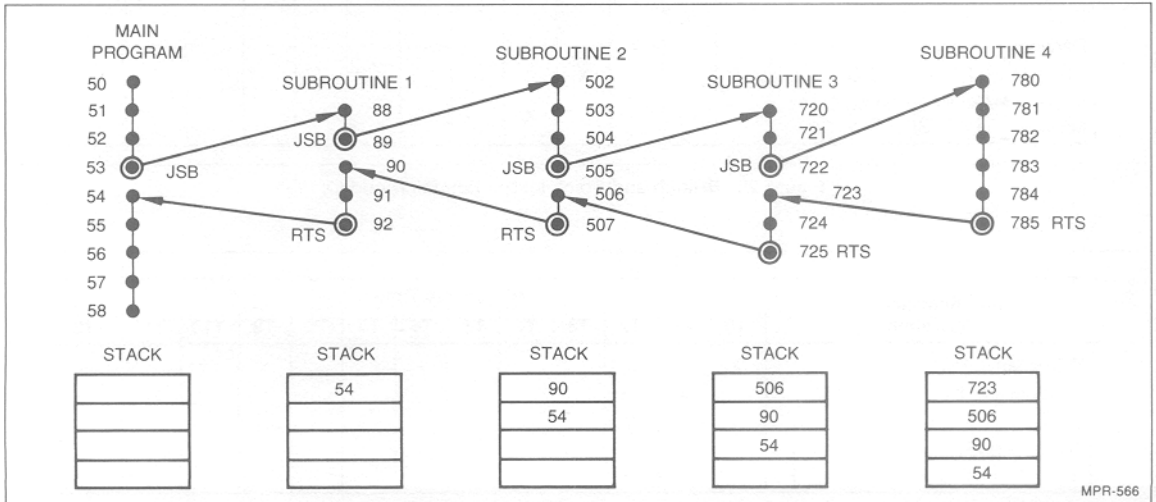 MAIN
PROGRAM
50
51
52
53
JSB
54
55
56
57
58
SUBROUTINE 1
88
JSB
89
90
91
RTS
92
SUBROUTINE 2
502
503
504
JSB
505
506
RTS
507
SUBROUTINE 3
720
721
JSB
722
723
724
725 RTS
SUBROUTINE 4
780
781
782
783
784
785 RTS
STACK
STACK
54
STACK
90
54
STACK
506
90
54
STACK
723
506
90
54
MPR-566